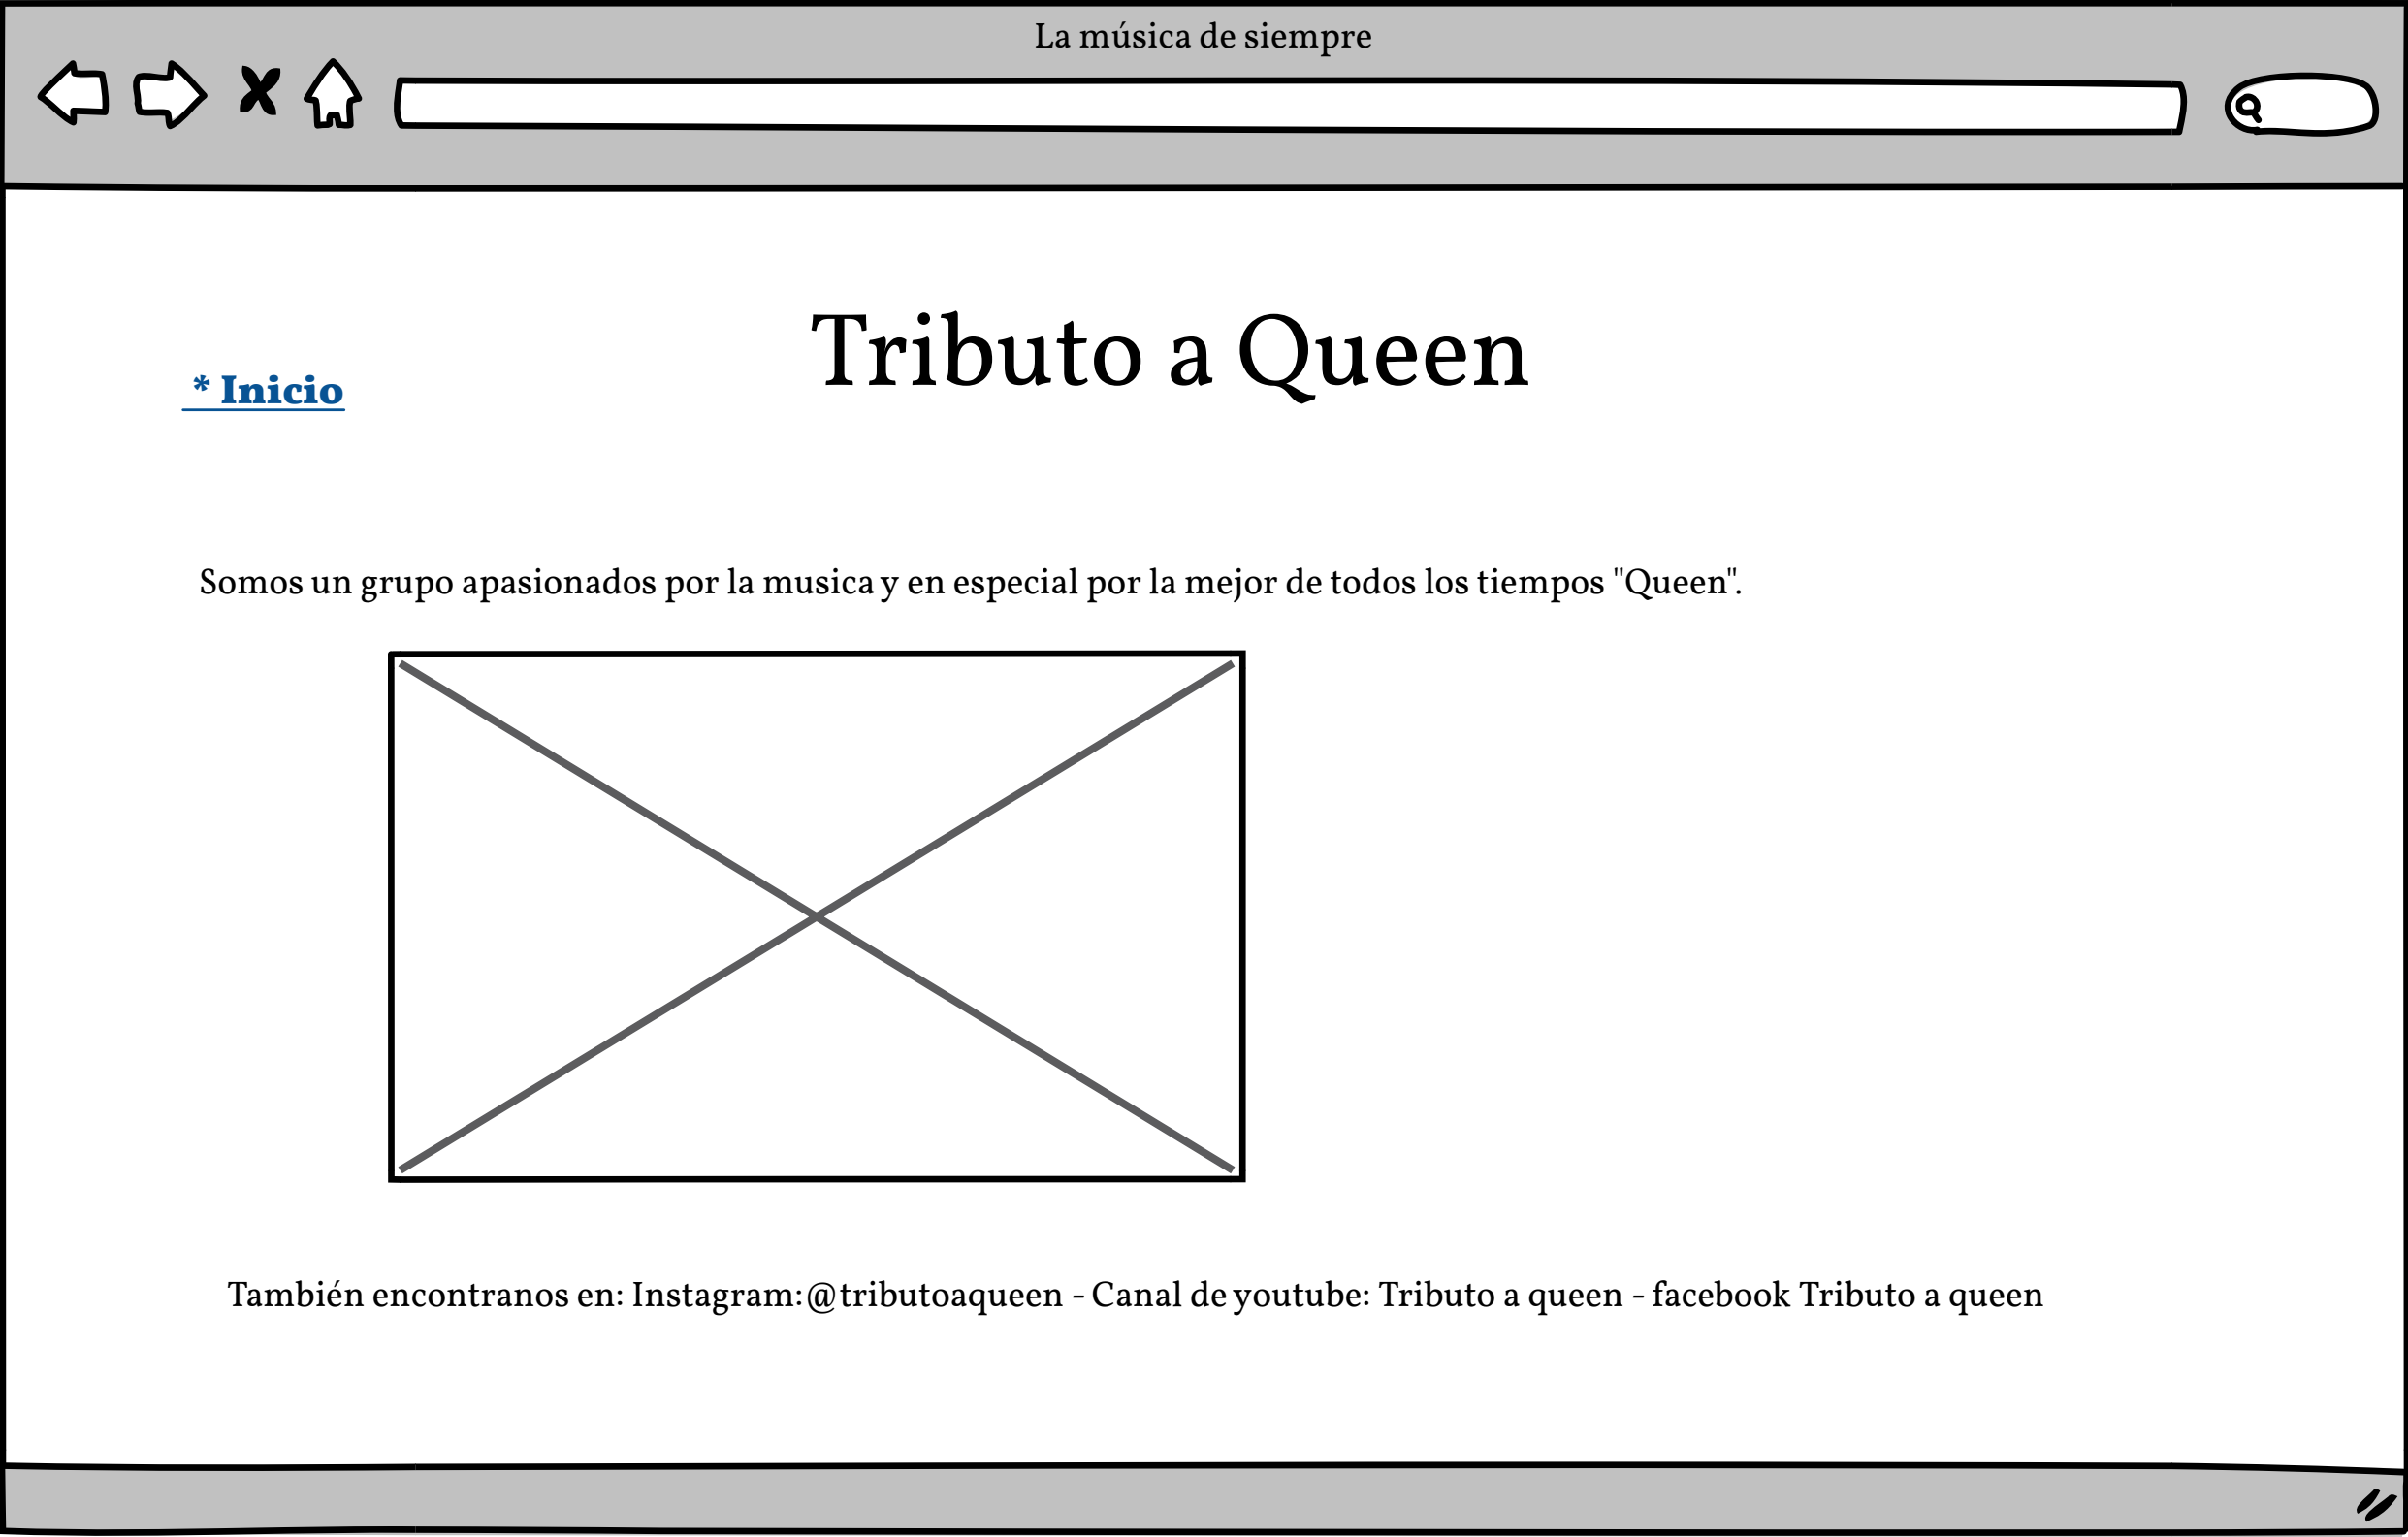 La música de siempre
Tributo a Queen
* Inicio
Somos un grupo apasionados por la musica y en especial por la mejor de todos los tiempos "Queen".
También encontranos en: Instagram:@tributoaqueen - Canal de youtube: Tributo a queen - facebook Tributo a queen